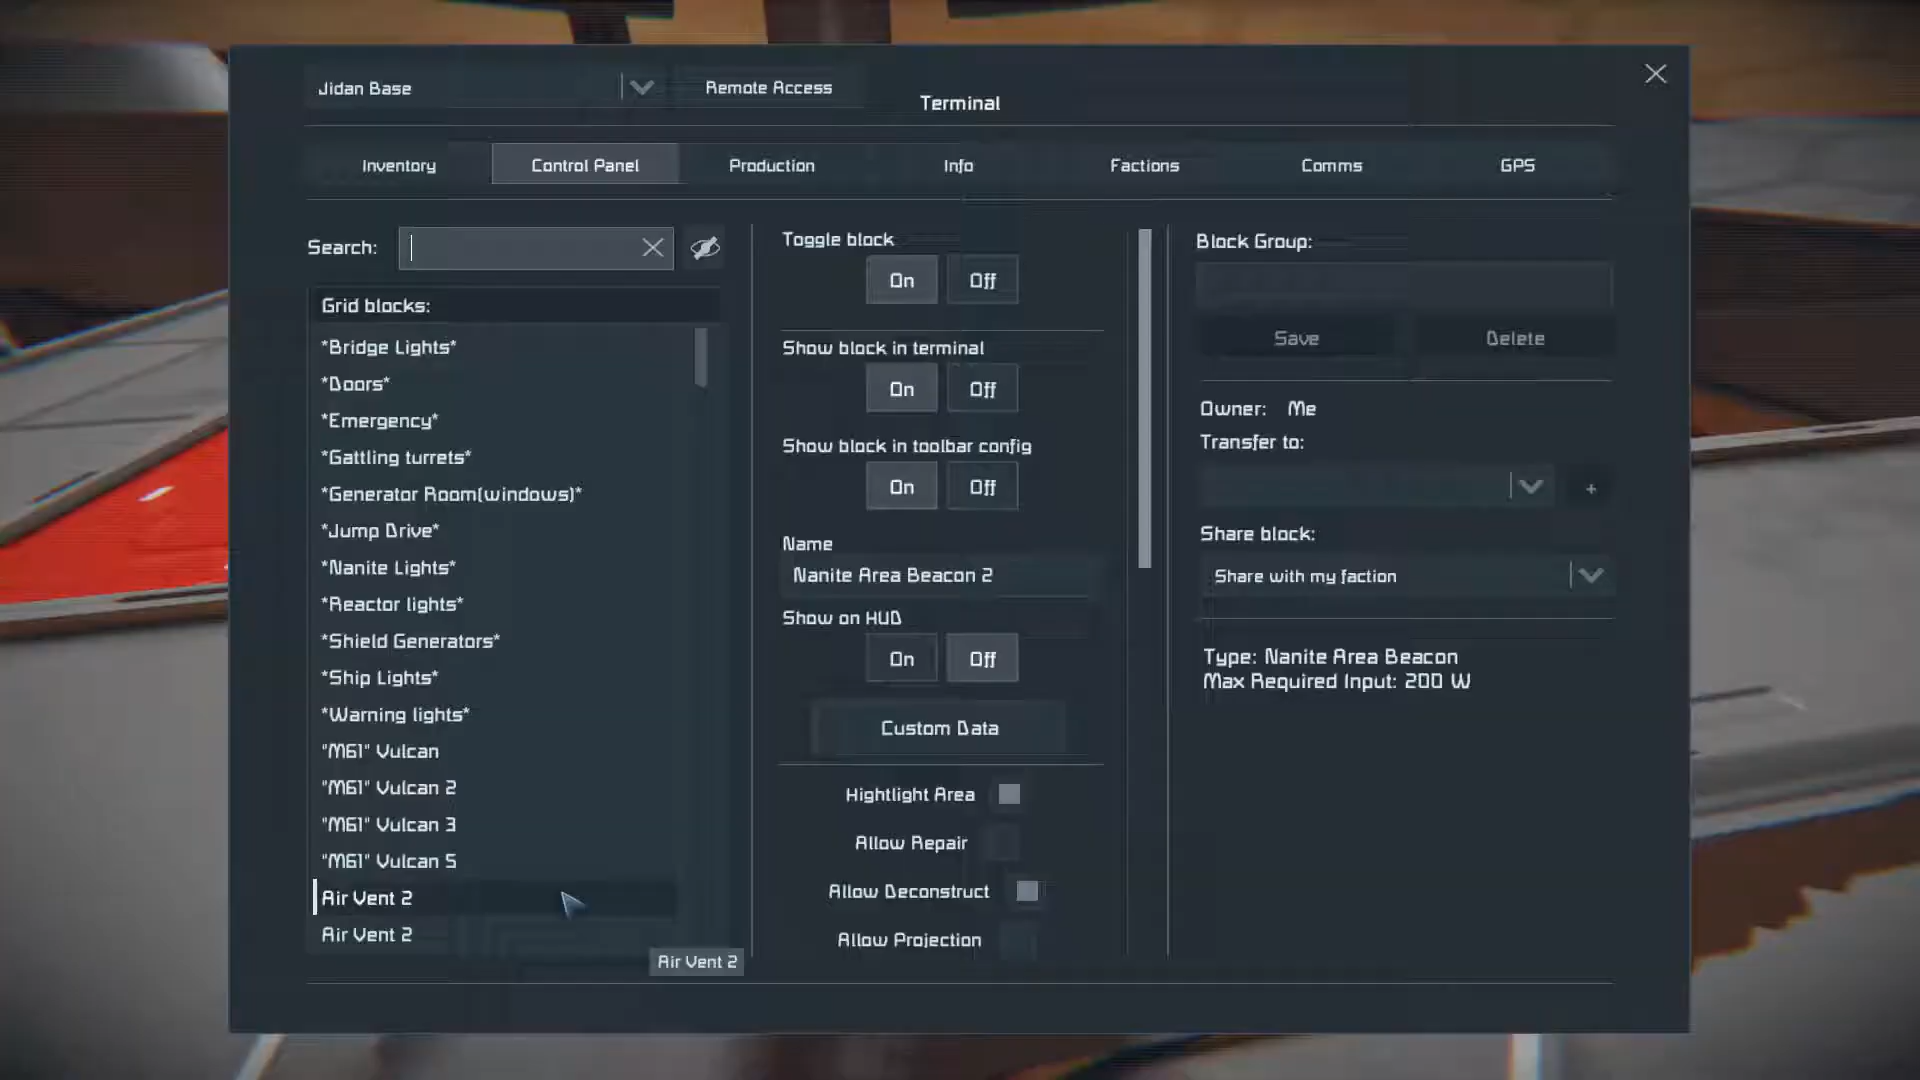 Jidan Base
Remote Access
Terminal
Inventory
Control Panel
Production
Info
Factions
Comms
GPS
Search:
Grid blocks:
*Bridge Lights*
*Doors*
*Emergency*
*Gattling turrets*
*Generator Room(windows)*
*Jump Drive*
*Nanite Lights*
*Reactor lights*
*Shield Generators*
*Ship Lights*
*Warning lights*
"M61" Vulcan
"M61" Vulcan 2
"M61" Vulcan 3
"M61" Vulcan 5
Air Vent 2
Air Vent 2
Air Vent 2
Toggle block
On Off
Show block in terminal
On Off
Show block in toolbar config
On Off
Name
Nanite Area Beacon 2
Show on HUD
On Off
Custom Data
Hightlight Area
Allow Repair
Allow Deconstruct
Allow Projection
Block Group:
Save Delete
Owner: Me
Transfer to:
+
Share block:
Share with my faction
Type: Nanite Area Beacon
Max Required Input: 200 W